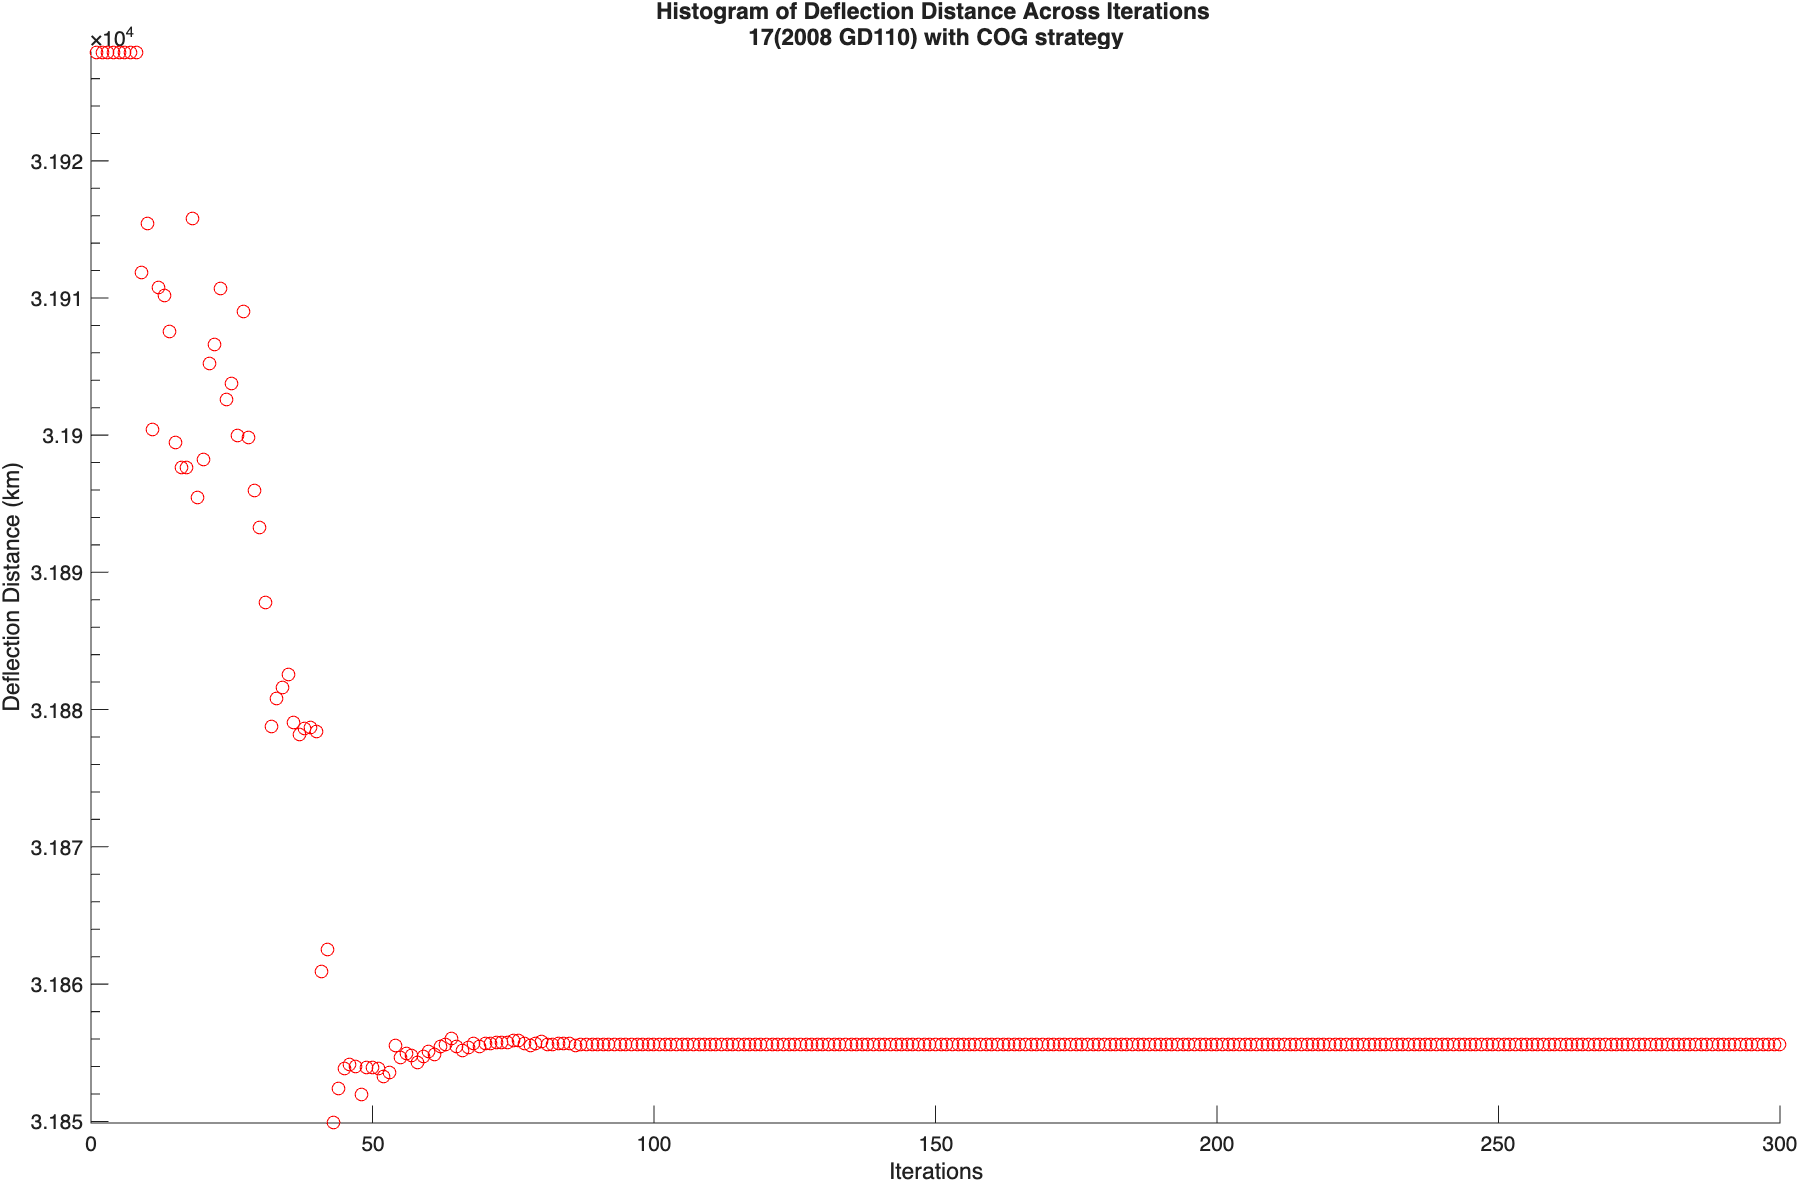 Histogram of Deflection Distance Across Iterations
17(2008 GD110) with COG strategy
×10⁴
3.192
3.191
3.19
3.189
3.188
3.187
3.186
3.185
Deflection Distance (km)
0 50 100 150 200 250 300
Iterations